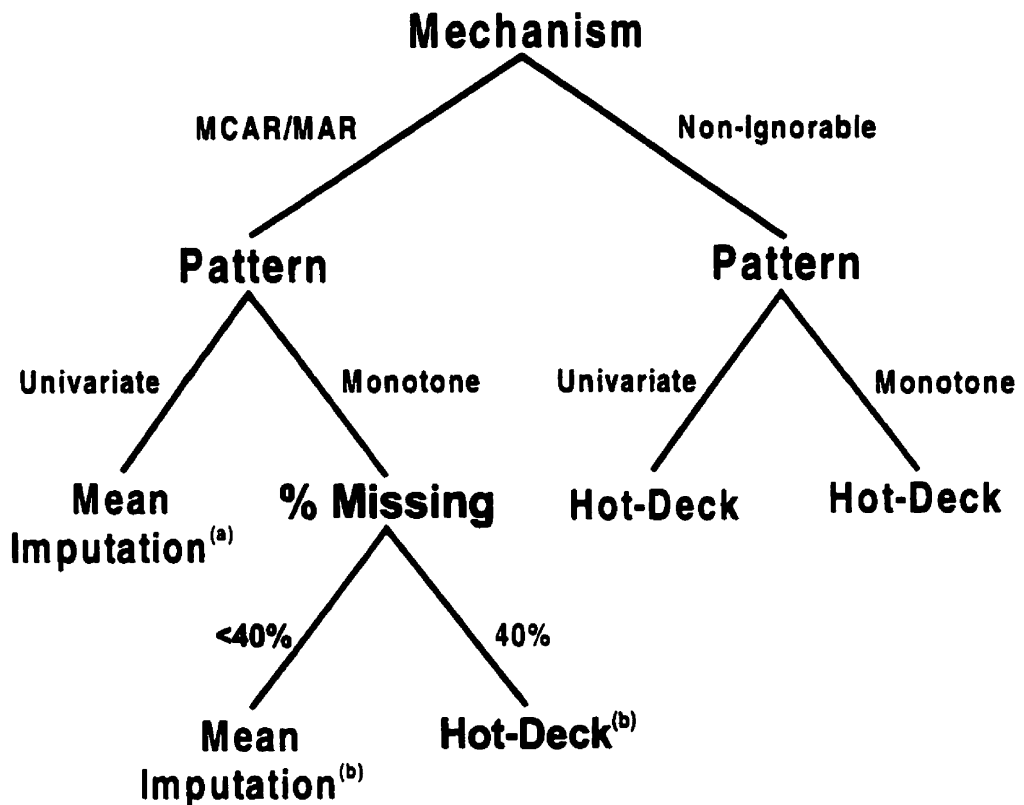 Mechanism
MCAR/MAR
Non-Ignorable
Pattern
Pattern
Univariate
Monotone
Univariate
Monotone
Mean
Imputation(a)
% Missing
Hot-Deck
Hot-Deck
<40%
40%
Mean
Imputation(b)
Hot-Deck(b)